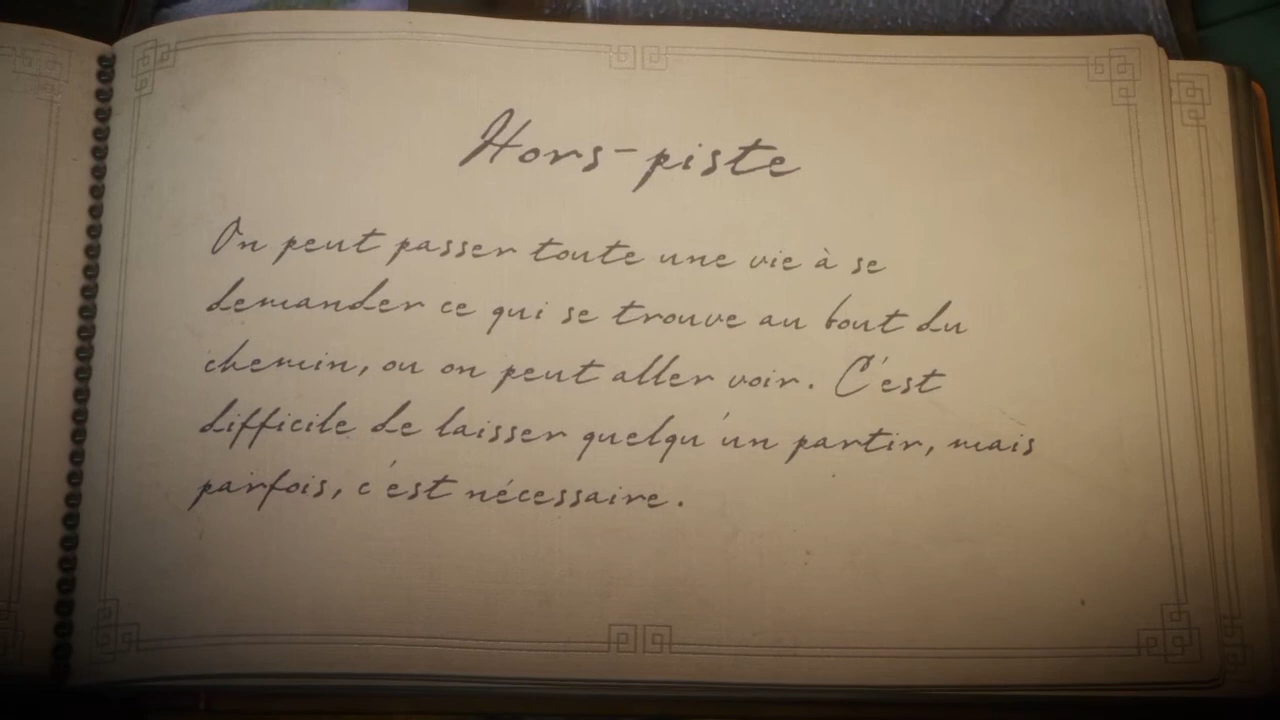 Hors-piste
On peut passer toute une vie à se
demander ce qui se trouve au bout du
chemin, ou on peut aller voir. C'est
difficile de laisser quelqu'un partir, mais
parfois, c'est nécessaire.